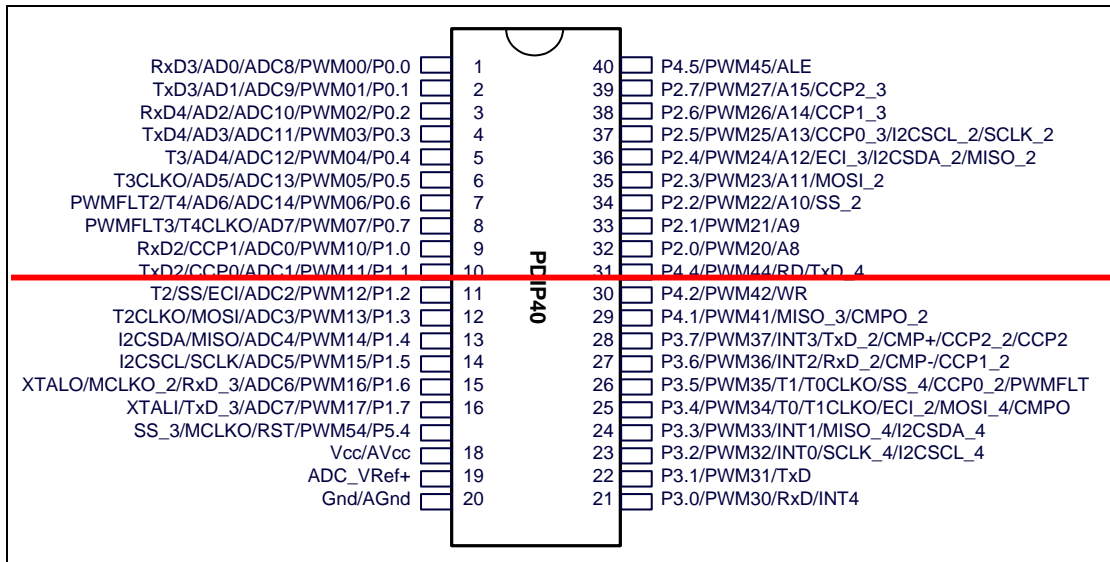 RxD3/AD0/ADC8/PWM00/P0.0 1 40 P4.5/PWM45/ALE
TxD3/AD1/ADC9/PWM01/P0.1 2 39 P2.7/PWM27/A15/CCP2_3
RxD4/AD2/ADC10/PWM02/P0.2 3 38 P2.6/PWM26/A14/CCP1_3
TxD4/AD3/ADC11/PWM03/P0.3 4 37 P2.5/PWM25/A13/CCP0_3/I2CSCL_2/SCLK_2
T3/AD4/ADC12/PWM04/P0.4 5 36 P2.4/PWM24/A12/ECI_3/I2CSDA_2/MISO_2
T3CLKO/AD5/ADC13/PWM05/P0.5 6 35 P2.3/PWM23/A11/MOSI_2
PWMFLT2/T4/AD6/ADC14/PWM06/P0.6 7 34 P2.2/PWM22/A10/SS_2
PWMFLT3/T4CLKO/AD7/PWM07/P0.7 8 33 P2.1/PWM21/A9
RxD2/CCP1/ADC0/PWM10/P1.0 9 32 P2.0/PWM20/A8
TxD2/CCP0/ADC1/PWM11/P1.1 10 31 P4.4/PWM44/RD/TxD_4
PDIP40
T2/SS/ECI/ADC2/PWM12/P1.2 11 30 P4.2/PWM42/WR
T2CLKO/MOSI/ADC3/PWM13/P1.3 12 29 P4.1/PWM41/MISO_3/CMPO_2
I2CSDA/MISO/ADC4/PWM14/P1.4 13 28 P3.7/PWM37/INT3/TxD_2/CMP+/CCP2_2/CCP2
I2CSCL/SCLK/ADC5/PWM15/P1.5 14 27 P3.6/PWM36/INT2/RxD_2/CMP-/CCP1_2
XTALO/MCLKO_2/RxD_3/ADC6/PWM16/P1.6 15 26 P3.5/PWM35/T1/T0CLKO/SS_4/CCP0_2/PWMFLT
XTALI/TxD_3/ADC7/PWM17/P1.7 16 25 P3.4/PWM34/T0/T1CLKO/ECI_2/MOSI_4/CMPO
SS_3/MCLKO/RST/PWM54/P5.4 24 P3.3/PWM33/INT1/MISO_4/I2CSDA_4
Vcc/AVcc 18 23 P3.2/PWM32/INT0/SCLK_4/I2CSCL_4
ADC_VRef+ 19 22 P3.1/PWM31/TxD
Gnd/AGnd 20 21 P3.0/PWM30/RxD/INT4